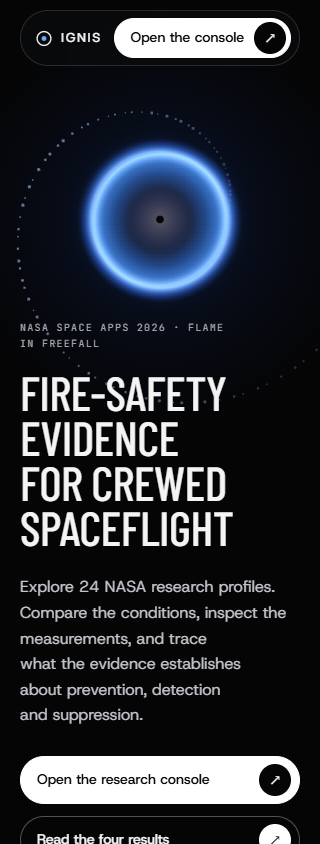 IGNIS
Open the console ↗
NASA SPACE APPS 2026 · FLAME
IN FREEFALL
FIRE-SAFETY
EVIDENCE
FOR CREWED
SPACEFLIGHT
Explore 24 NASA research profiles.
Compare the conditions, inspect the
measurements, and trace
what the evidence establishes
about prevention, detection
and suppression.
Open the research console ↗
Read the four results ↗